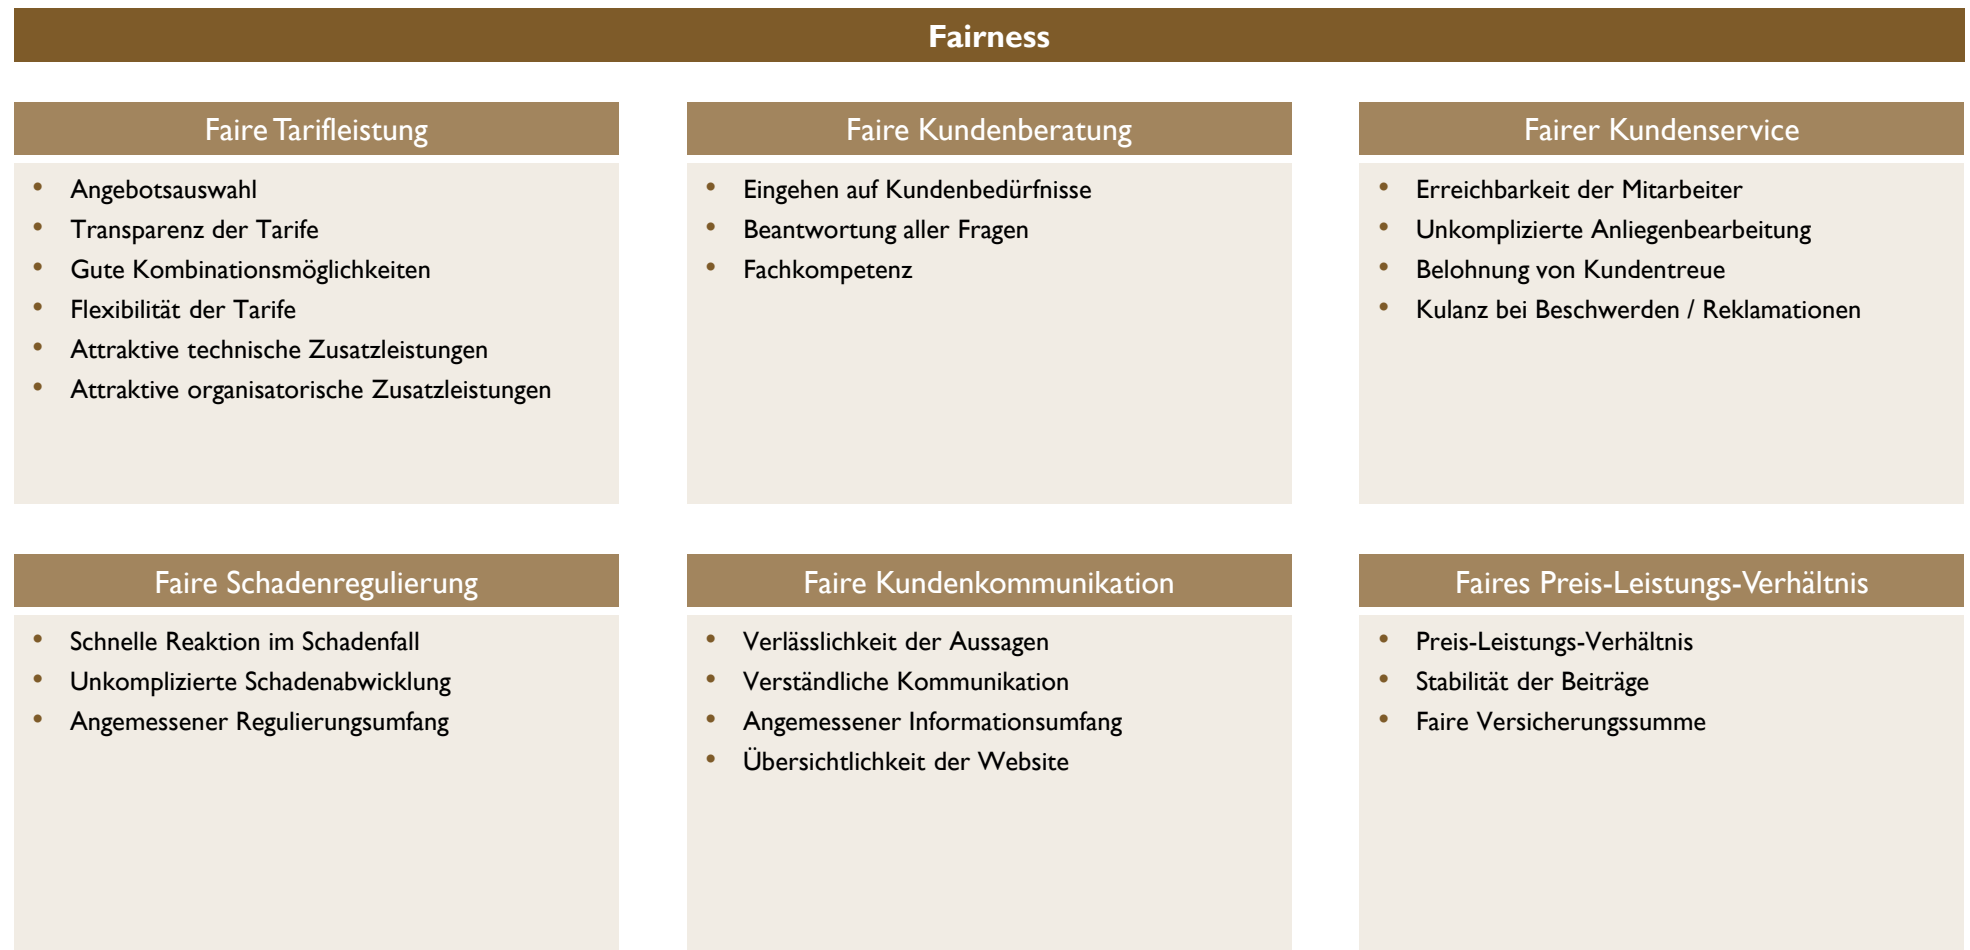 Fairness
Faire Tarifleistung
• Angebotsauswahl
• Transparenz der Tarife
• Gute Kombinationsmöglichkeiten
• Flexibilität der Tarife
• Attraktive technische Zusatzleistungen
• Attraktive organisatorische Zusatzleistungen
Faire Kundenberatung
• Eingehen auf Kundenbedürfnisse
• Beantwortung aller Fragen
• Fachkompetenz
Fairer Kundenservice
• Erreichbarkeit der Mitarbeiter
• Unkomplizierte Anliegenbearbeitung
• Belohnung von Kundentreue
• Kulanz bei Beschwerden / Reklamationen
Faire Schadenregulierung
• Schnelle Reaktion im Schadenfall
• Unkomplizierte Schadenabwicklung
• Angemessener Regulierungsumfang
Faire Kundenkommunikation
• Verlässlichkeit der Aussagen
• Verständliche Kommunikation
• Angemessener Informationsumfang
• Übersichtlichkeit der Website
Faires Preis-Leistungs-Verhältnis
• Preis-Leistungs-Verhältnis
• Stabilität der Beiträge
• Faire Versicherungssumme